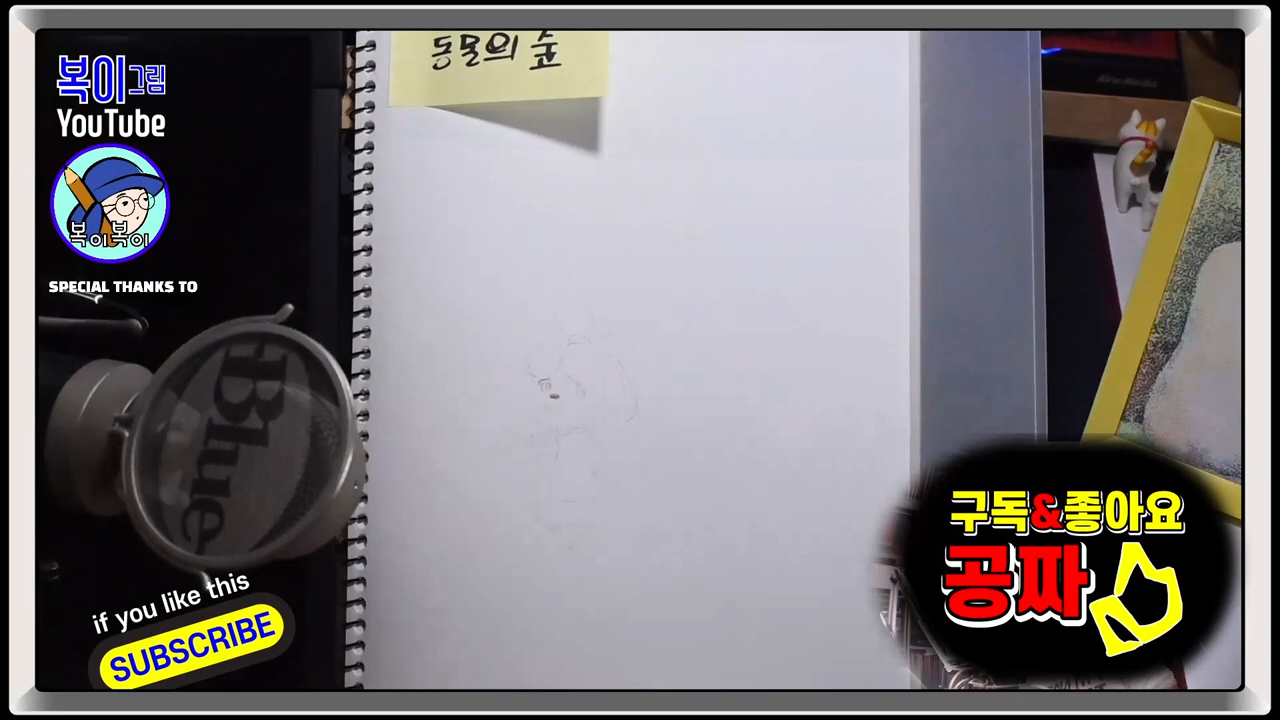 동물의 숲
복이그림
YouTube
복이복이
SPECIAL THANKS TO
Blue
if you like this
SUBSCRIBE
구독&좋아요
공짜
AVerMedia